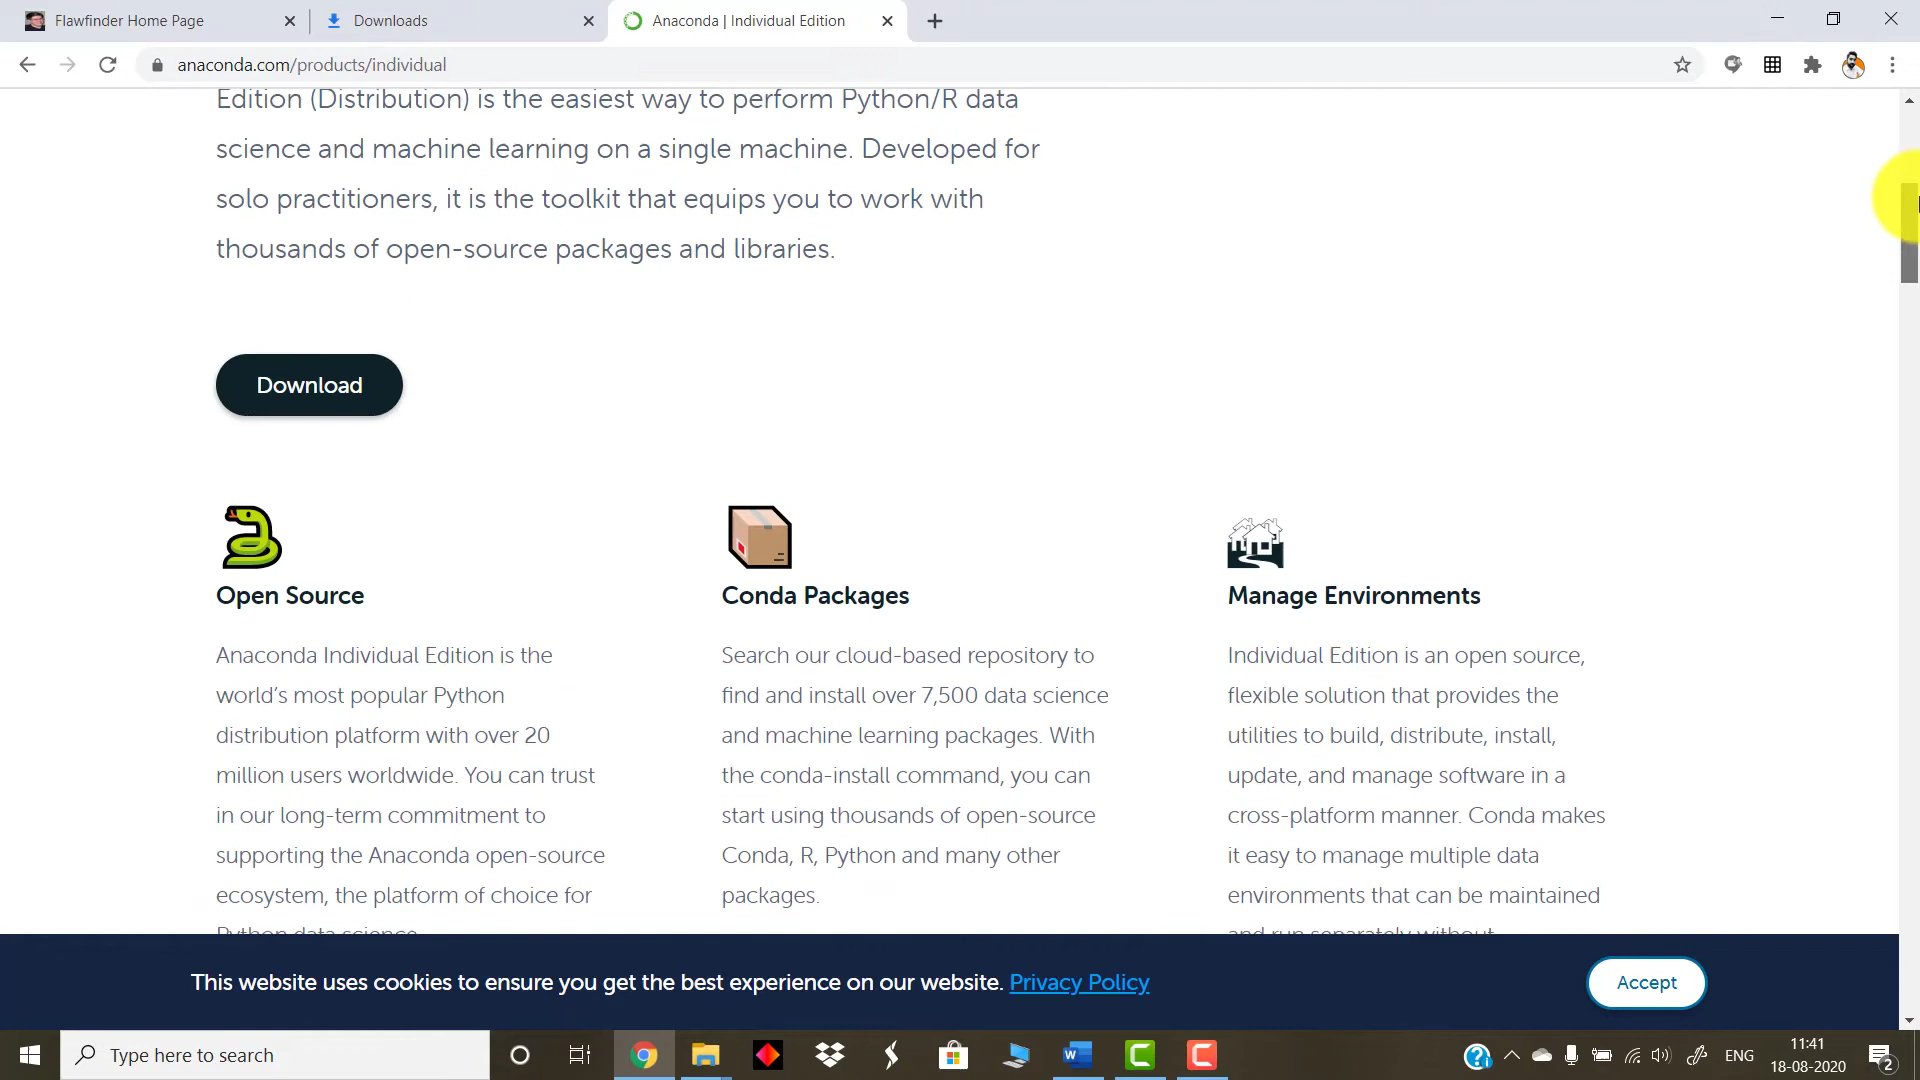 Flawfinder Home Page
Downloads
Anaconda | Individual Edition
anaconda.com/products/individual
Edition (Distribution) is the easiest way to perform Python/R data
science and machine learning on a single machine. Developed for
solo practitioners, it is the toolkit that equips you to work with
thousands of open-source packages and libraries.
Download
Open Source
Anaconda Individual Edition is the
world's most popular Python
distribution platform with over 20
million users worldwide. You can trust
in our long-term commitment to
supporting the Anaconda open-source
ecosystem, the platform of choice for
Python data science.
Conda Packages
Search our cloud-based repository to
find and install over 7,500 data science
and machine learning packages. With
the conda-install command, you can
start using thousands of open-source
Conda, R, Python and many other
packages.
Manage Environments
Individual Edition is an open source,
flexible solution that provides the
utilities to build, distribute, install,
update, and manage software in a
cross-platform manner. Conda makes
it easy to manage multiple data
environments that can be maintained
and run separately without
This website uses cookies to ensure you get the best experience on our website. Privacy Policy
Accept
Type here to search
ENG
11:41
18-08-2020
2